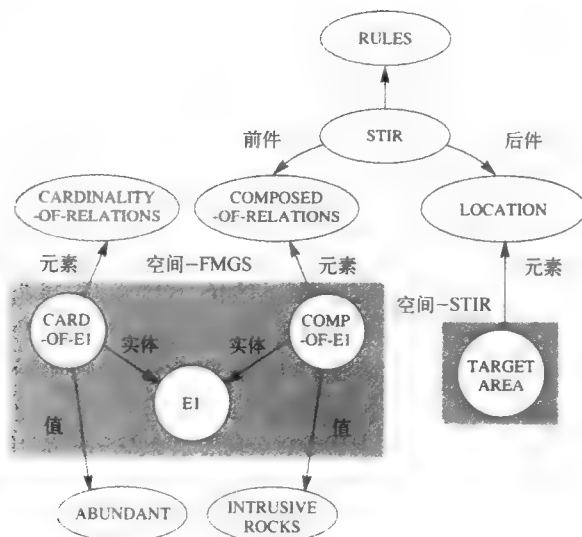 RULES
前件
STIR
后件
CARDINALITY
-OF-RELATIONS
COMPOSED
-OF-RELATIONS
LOCATION
元素
空间-FMGS
元素
元素
空间-STIR
CARD
-OF-E1
实体
实体
COMP
-OF-E1
E1
TARGET
AREA
值
值
ABUNDANT
INTRUSIVE
ROCKS